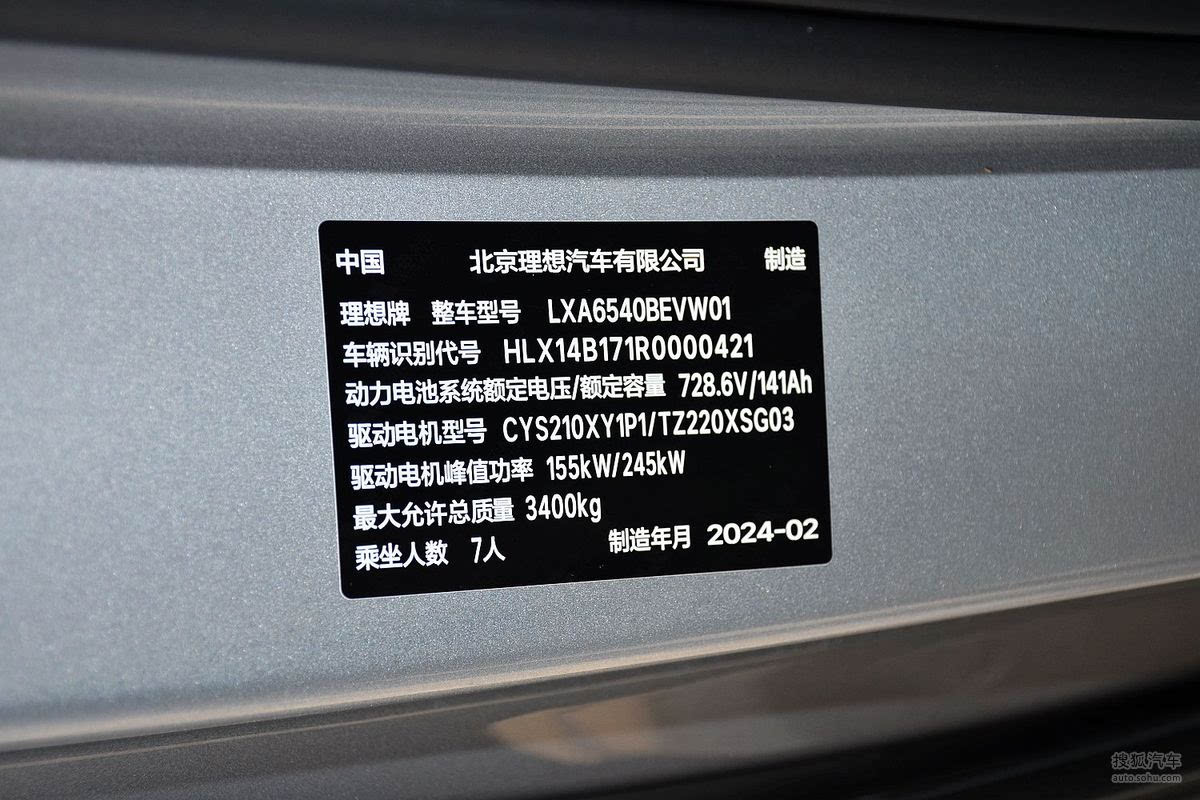 中国 北京理想汽车有限公司 制造
理想牌 整车型号 LXA6540BEVW01
车辆识别代号 HLX14B171R0000421
动力电池系统额定电压/额定容量 728.6V/141Ah
驱动电机型号 CYS210XY1P1/TZ220XSG03
驱动电机峰值功率 155kW/245kW
最大允许总质量 3400kg
乘坐人数 7人 制造年月 2024-02
搜狐汽车
auto.sohu.com